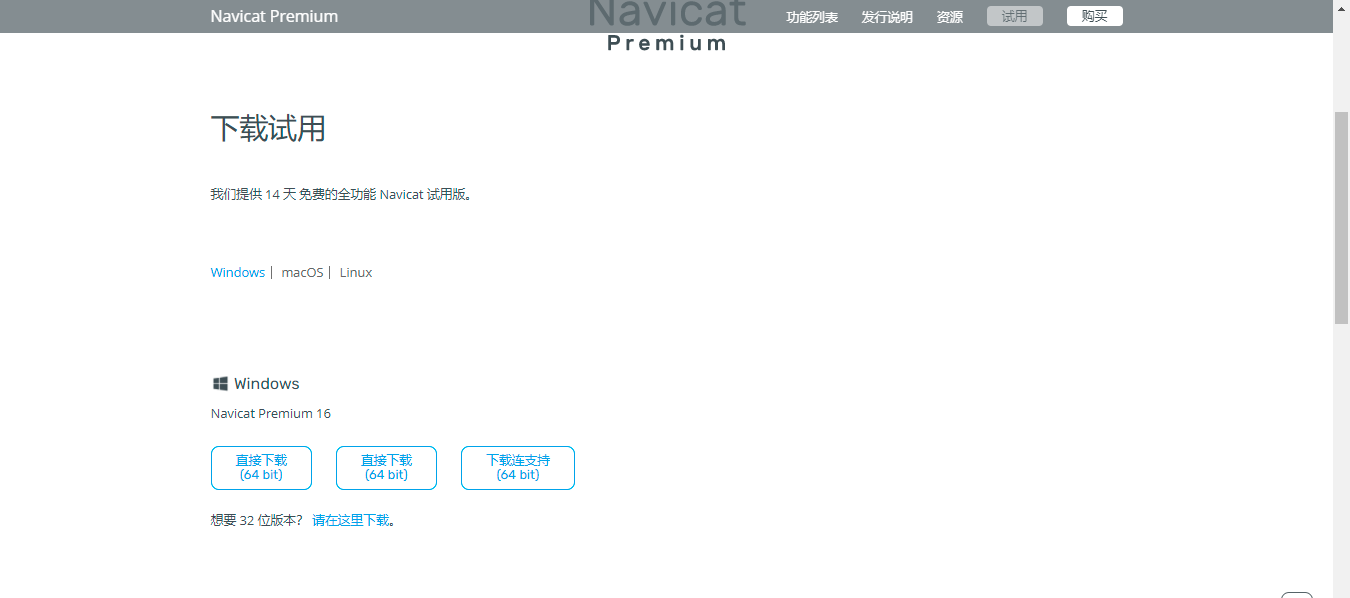 Navicat Premium
Navicat
功能列表 发行说明 资源 试用 购买
Premium
下载试用
我们提供 14 天 免费的全功能 Navicat 试用版。
Windows | macOS | Linux
Windows
Navicat Premium 16
直接下载
(64 bit)
直接下载
(64 bit)
下载连支持
(64 bit)
想要 32 位版本? 请在这里下载。